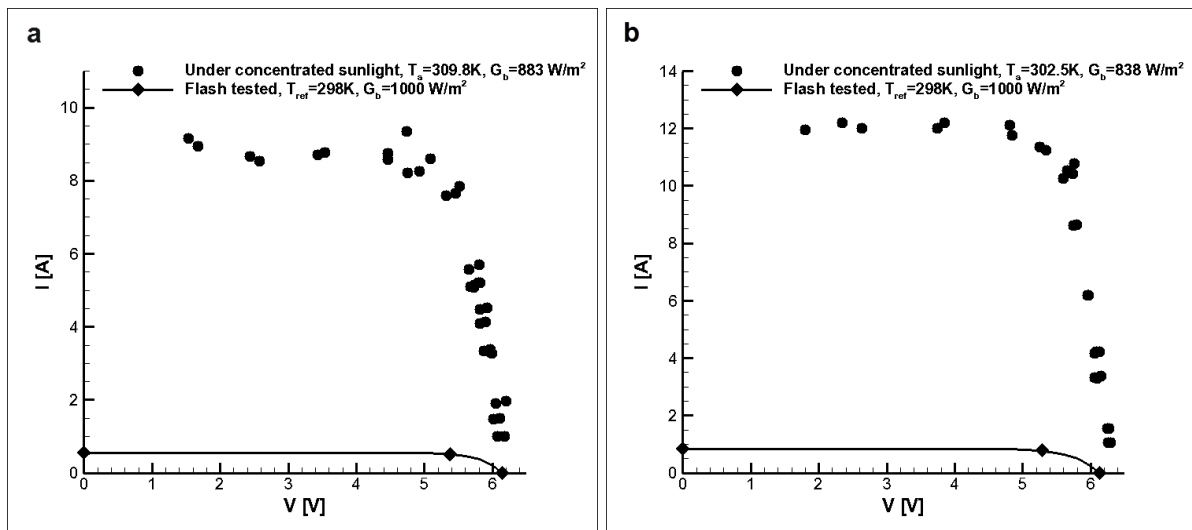 a
Under concentrated sunlight, Ta=309.8K, Gb=883 W/m²
Flash tested, Tref=298K, Gb=1000 W/m²
10
8
6
4
2
0
I [A]
0 1 2 3 4 5 6
V [V]
b
Under concentrated sunlight, Ta=302.5K, Gb=838 W/m²
Flash tested, Tref=298K, Gb=1000 W/m²
14
12
10
8
6
4
2
0
I [A]
0 1 2 3 4 5 6
V [V]